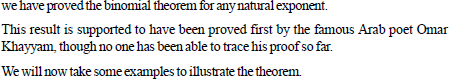 we have proved the binomial theorem for any natural exponent.
This result is supported to have been proved first by the famous Arab poet Omar
Khayyam, though no one has been able to trace his proof so far.
We will now take some examples to illustrate the theorem.